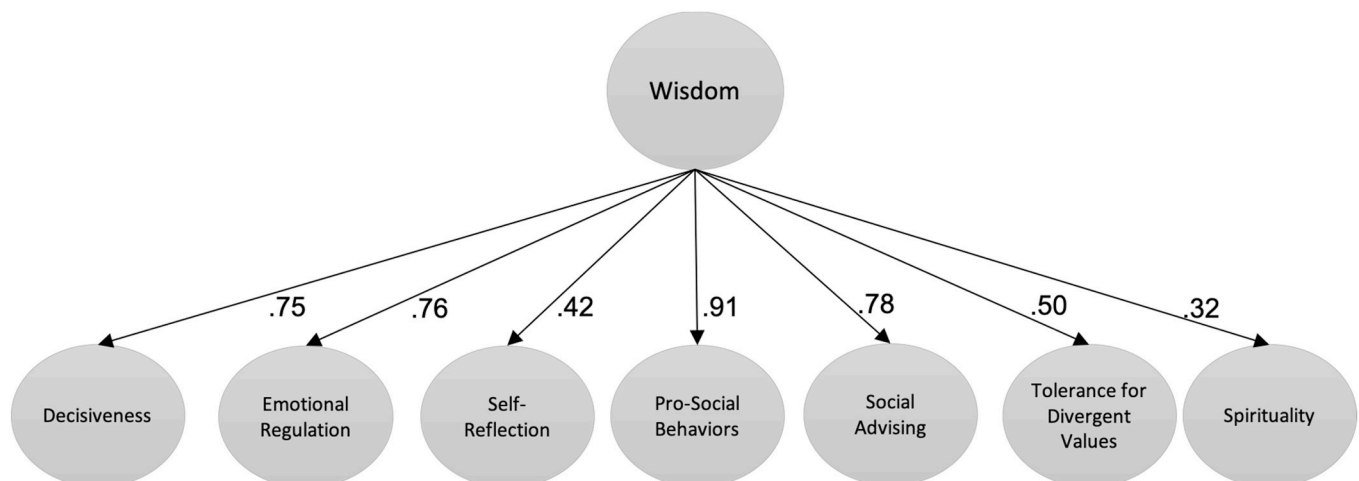 Wisdom
.75
.76
.42
.91
.78
.50
.32
Decisiveness
Emotional
Regulation
Self-
Reflection
Pro-Social
Behaviors
Social
Advising
Tolerance for
Divergent
Values
Spirituality